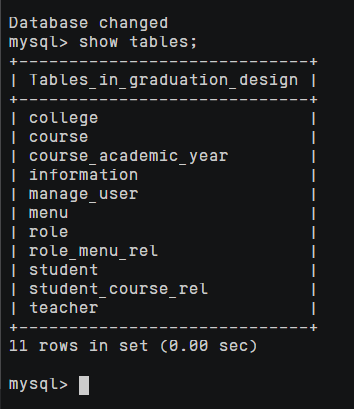 Database changed
mysql> show tables;
+-----------------------------+
| Tables_in_graduation_design |
+-----------------------------+
| college                     |
| course                      |
| course_academic_year        |
| information                 |
| manage_user                 |
| menu                        |
| role                        |
| role_menu_rel               |
| student                     |
| student_course_rel          |
| teacher                     |
+-----------------------------+
11 rows in set (0.00 sec)
mysql>